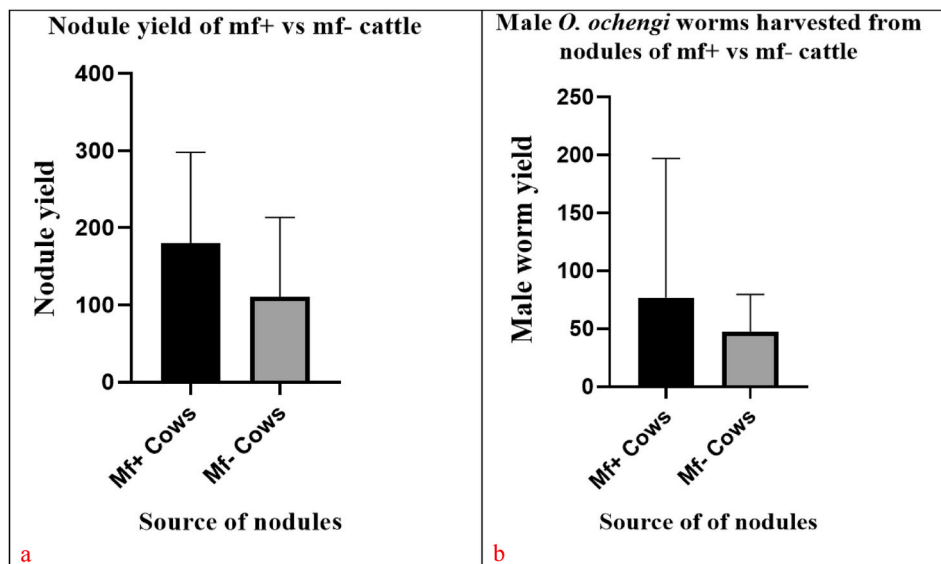 Nodule yield of mf+ vs mf- cattle
400
300
200
100
0
Nodule yield
Mf+ Cows
Mf- Cows
Source of nodules
a
Male O. ochengi worms harvested from
nodules of mf+ vs mf- cattle
250
200
150
100
50
0
Male worm yield
Mf+ Cows
Mf- Cows
Source of of nodules
b